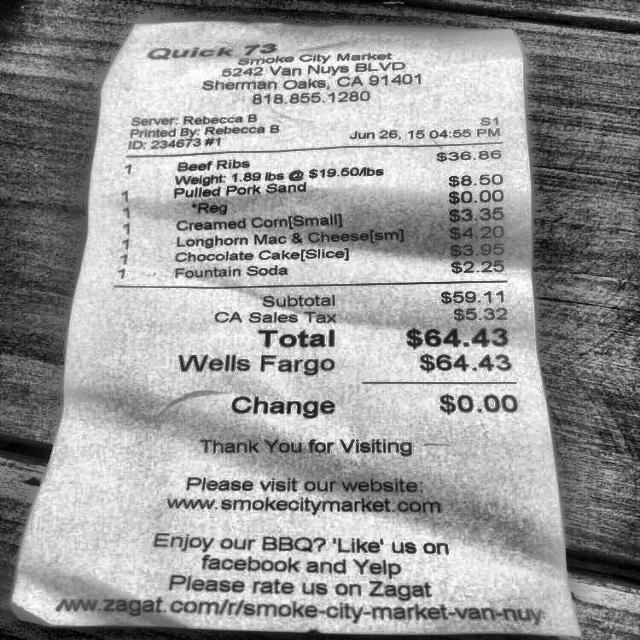 Quick 73
Smoke City Market
5242 Van Nuys BLVD
Sherman Oaks, CA 91401
818.855.1280
Server: Rebecca B S1
Printed By: Rebecca B Jun 26, 15 04:55 PM
ID: 234673 #1
1 Beef Ribs $36.86
Weight: 1.89 lbs @ $19.50/lbs
1 Pulled Pork Sand $8.50
1 *Reg $0.00
1 Creamed Corn[Small] $3.35
1 Longhorn Mac & Cheese[sm] $4.20
1 Chocolate Cake[Slice] $3.95
1 Fountain Soda $2.25
Subtotal $59.11
CA Sales Tax $5.32
Total $64.43
Wells Fargo $64.43
Change $0.00
Thank You for Visiting
Please visit our website:
www.smokecitymarket.com
Enjoy our BBQ? 'Like' us on
facebook and Yelp
Please rate us on Zagat
www.zagat.com/r/smoke-city-market-van-nuy